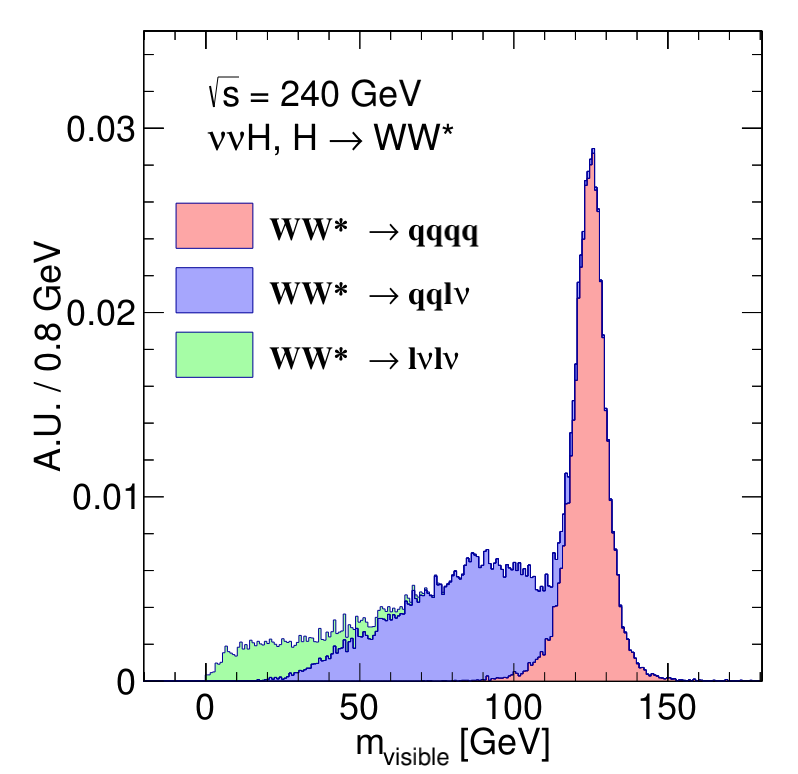 √s = 240 GeV
ννH, H → WW*
WW* → qqqq
WW* → qqlν
WW* → lνlν
A.U. / 0.8 GeV
0.03
0.02
0.01
0
0 50 100 150
m_visible [GeV]